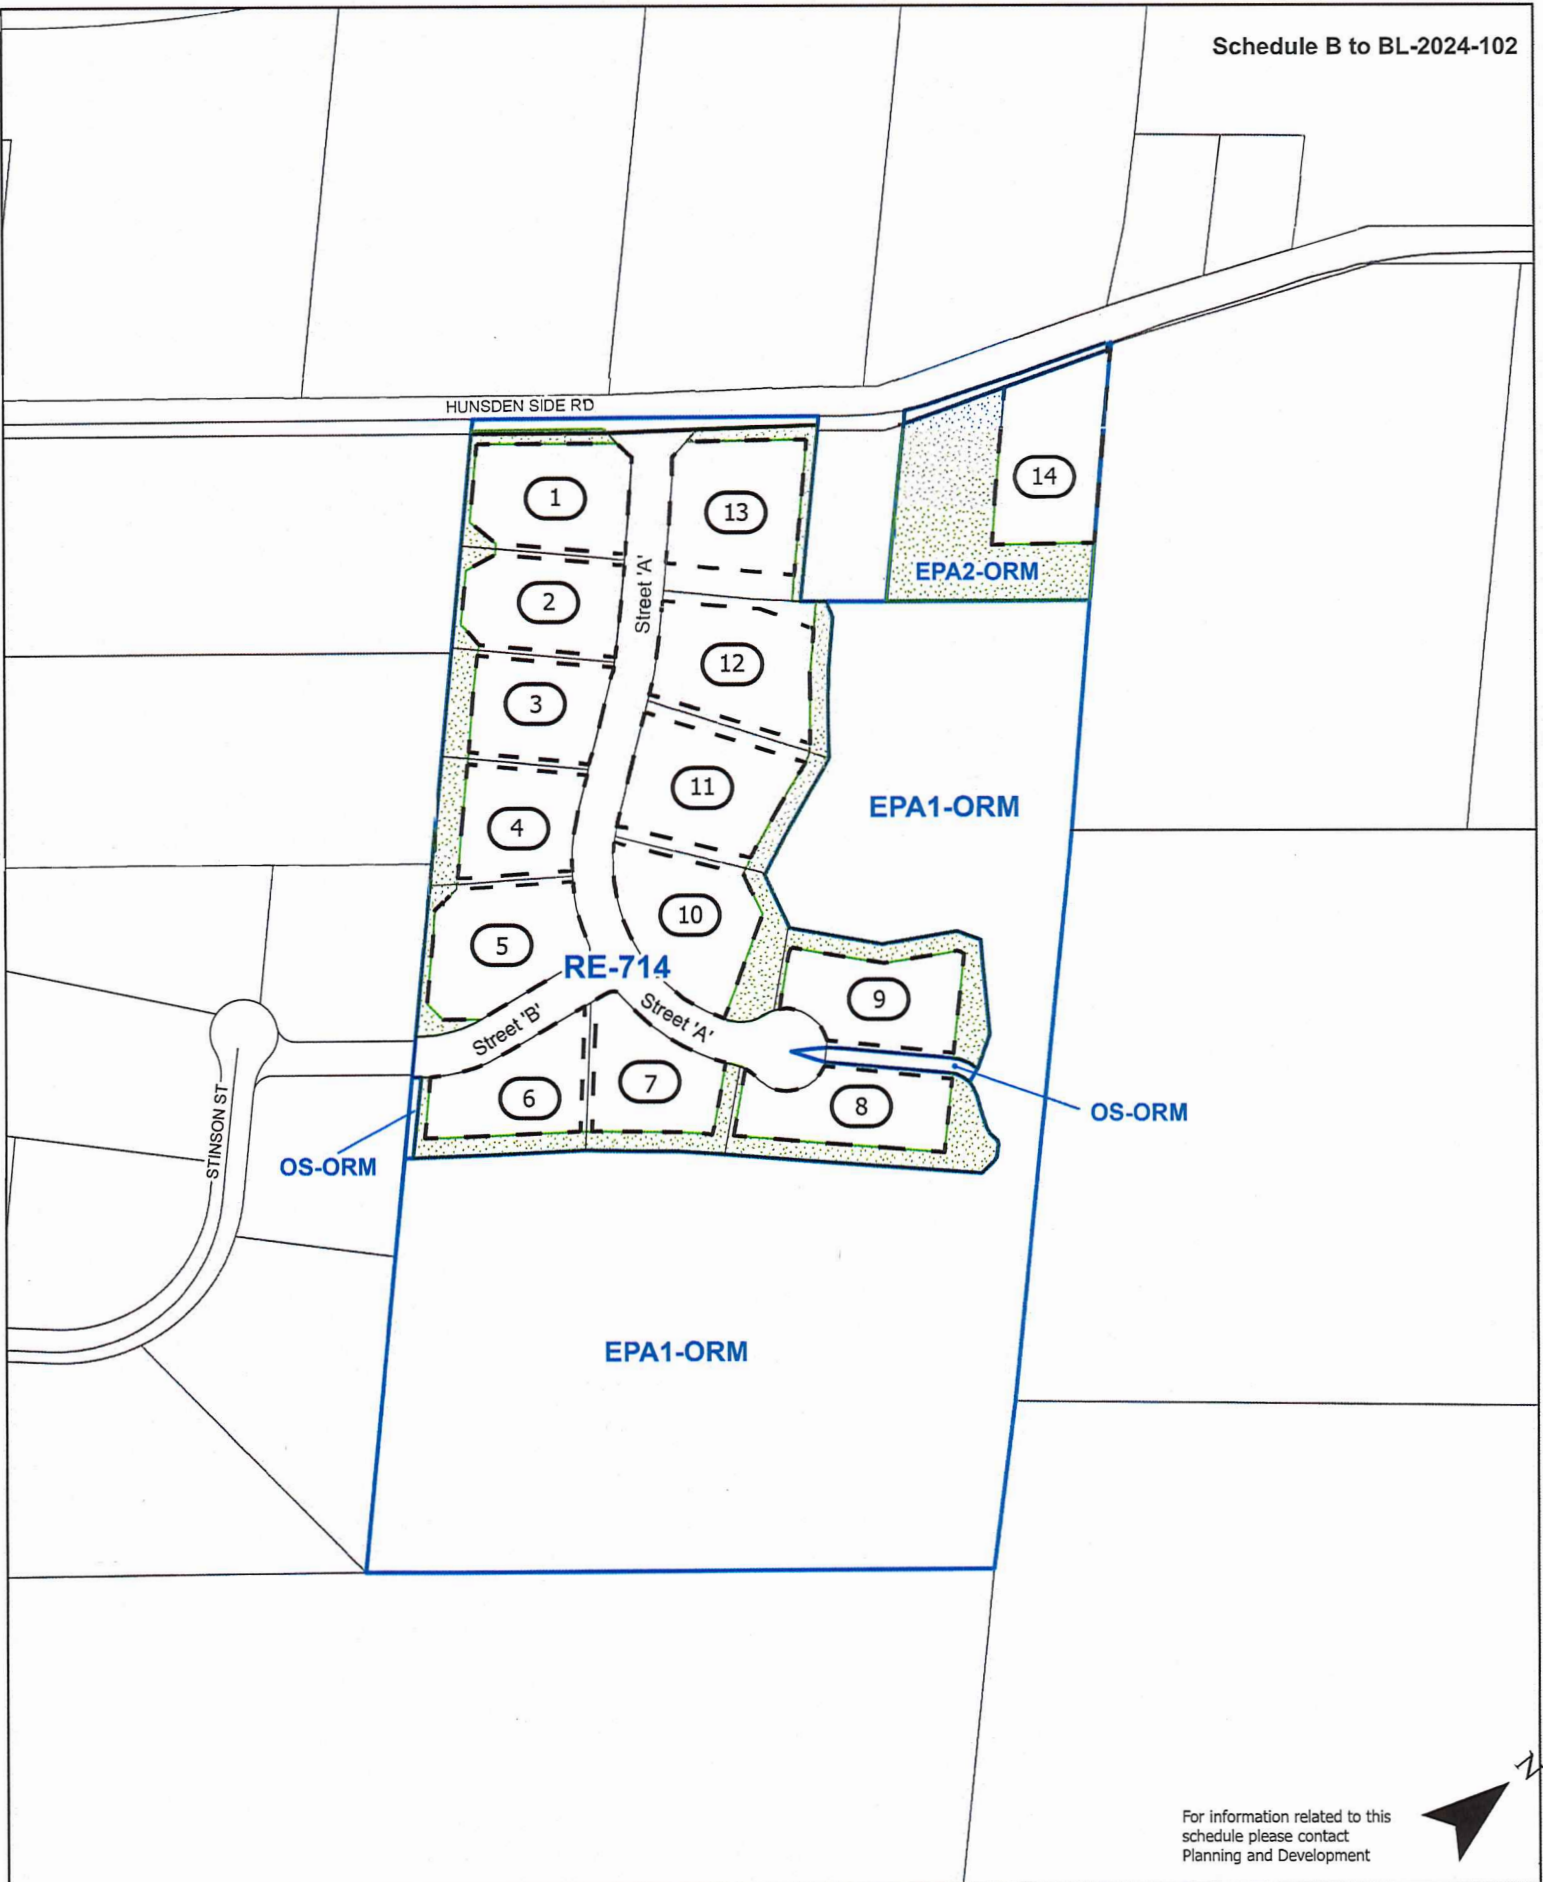 Schedule B to BL-2024-102
HUNSDEN SIDE RD
1
13
14
EPA2-ORM
Street 'A'
2
12
3
11
EPA1-ORM
4
10
5
RE-714
9
Street 'B'
Street 'A'
7
6
8
OS-ORM
STINSON ST
OS-ORM
EPA1-ORM
N
For information related to this
schedule please contact
Planning and Development